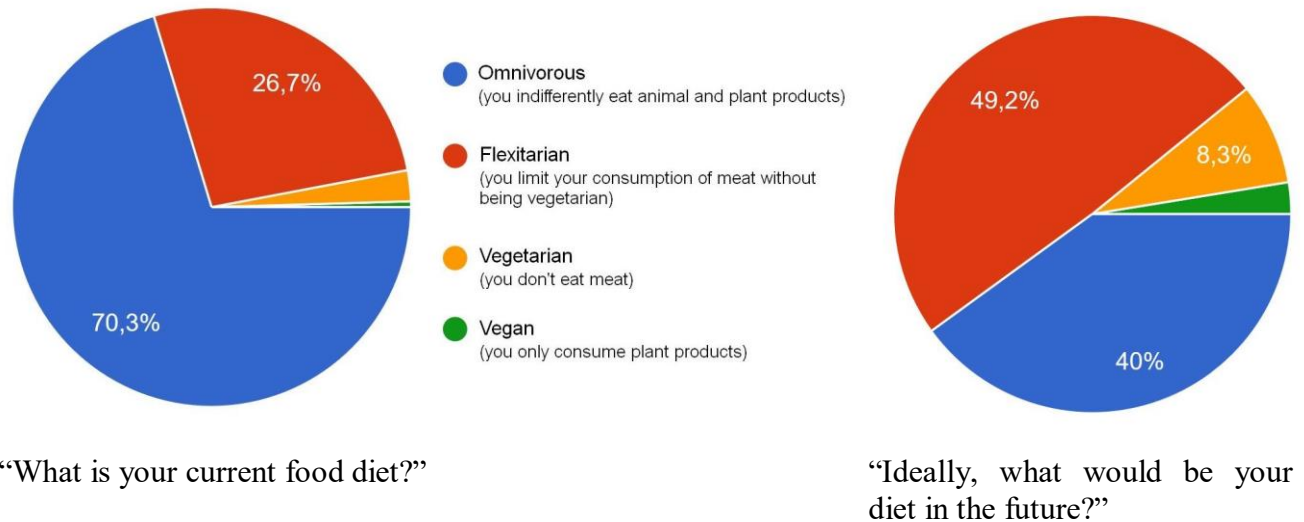 26,7%
70,3%
Omnivorous
(you indifferently eat animal and plant products)
Flexitarian
(you limit your consumption of meat without
being vegetarian)
Vegetarian
(you don't eat meat)
Vegan
(you only consume plant products)
49,2%
8,3%
40%
“What is your current food diet?”
“Ideally, what would be your
diet in the future?”